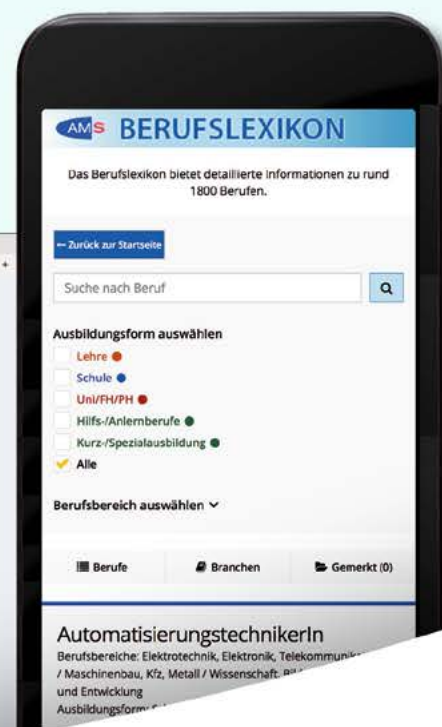 AMS BERUFSLEXIKON
Das Berufslexikon bietet detaillierte Informationen zu rund
1800 Berufen.
← Zurück zur Startseite
Suche nach Beruf
Ausbildungsform auswählen
Lehre
Schule
Uni/FH/PH
Hilfs-/Anlernberufe
Kurz-/Spezialausbildung
Alle
Berufsbereich auswählen
Berufe
Branchen
Gemerkt (0)
AutomatisierungstechnikerIn
Berufsbereiche: Elektrotechnik, Elektronik,
/ Maschinenbau, Kfz, Metall / Wissenschaft,
und Entwicklung
Ausbildungsform: